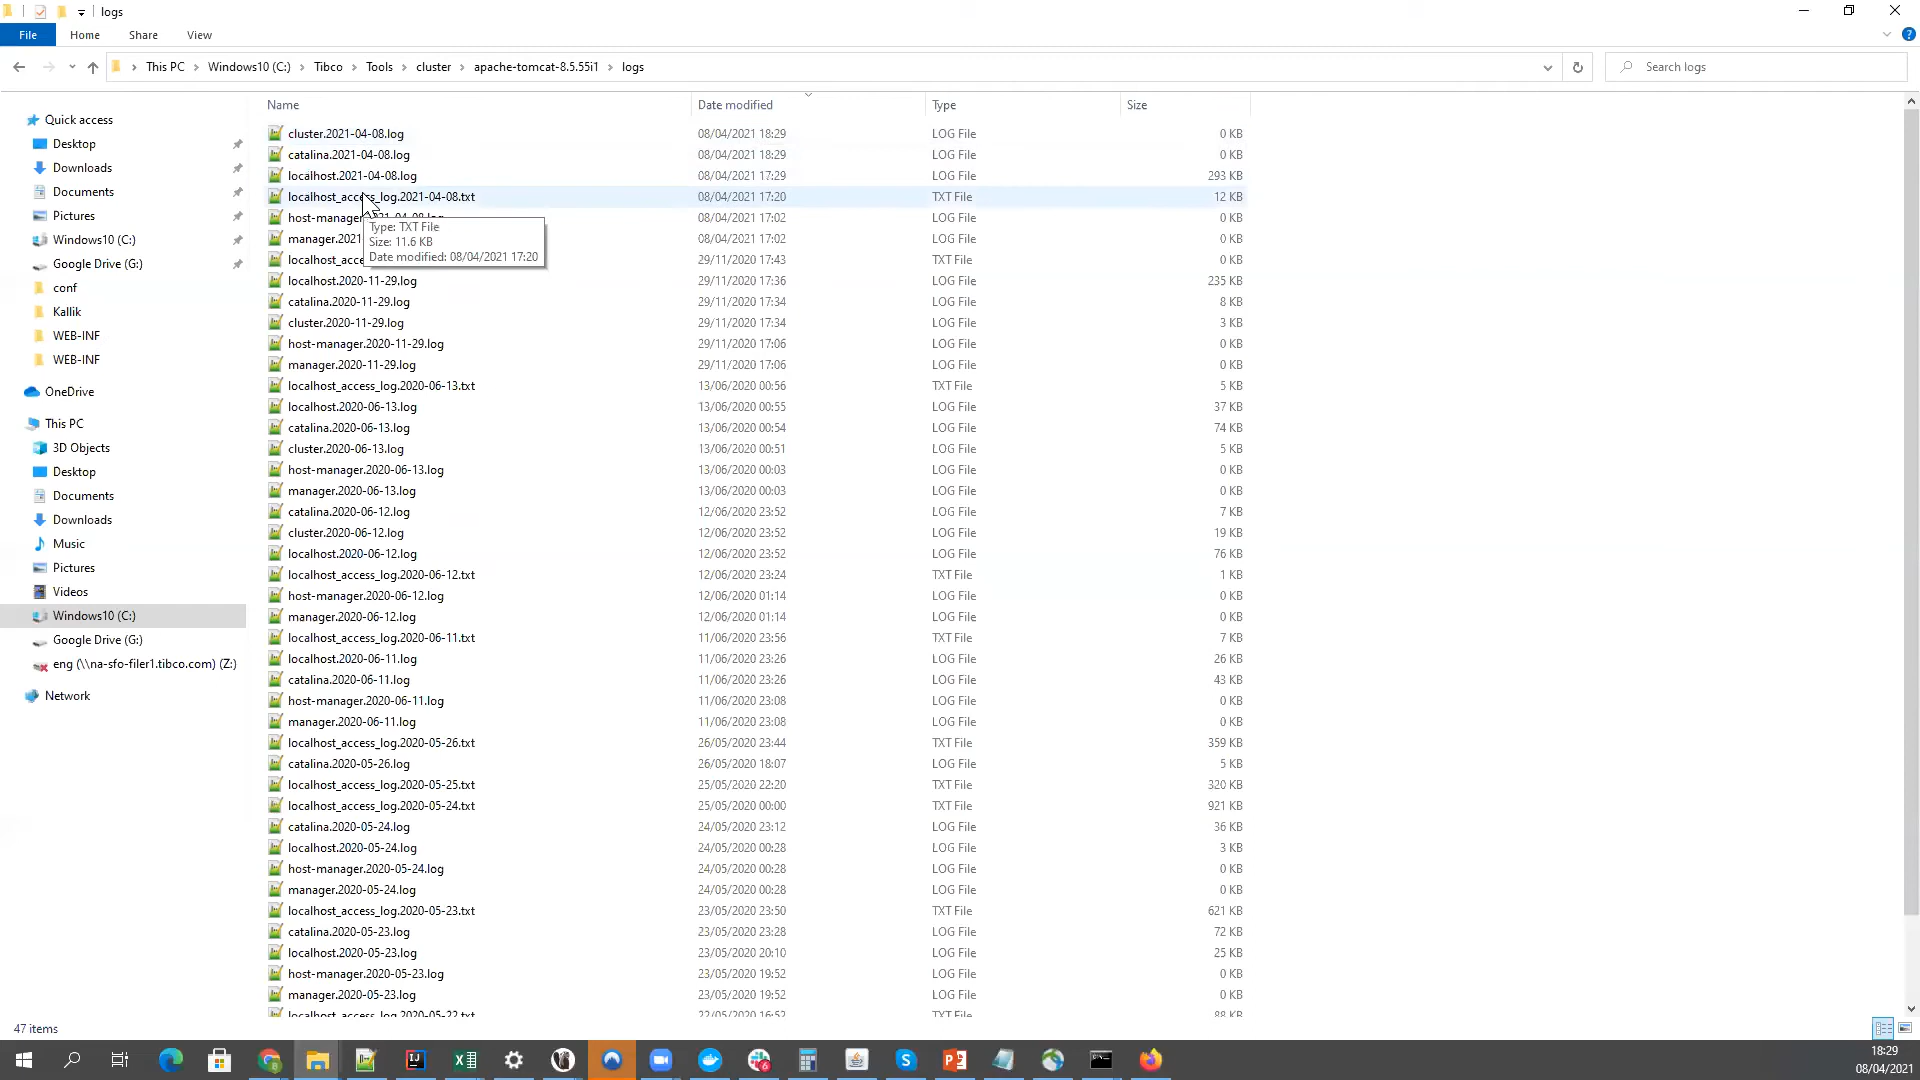 logs
File Home Share View
This PC Windows10 (C:) Tibco Tools cluster apache-tomcat-8.5.55i1 logs
Search logs
Name Date modified Type Size
Quick access
Desktop
Downloads
Documents
Pictures
Windows10 (C:)
Google Drive (G:)
conf
Kallik
WEB-INF
WEB-INF
OneDrive
This PC
3D Objects
Desktop
Documents
Downloads
Music
Pictures
Videos
Windows10 (C:)
Google Drive (G:)
eng (\\na-sfo-filer1.tibco.com) (Z:)
Network
cluster.2021-04-08.log 08/04/2021 18:29 LOG File 0 KB
catalina.2021-04-08.log 08/04/2021 18:29 LOG File 0 KB
localhost.2021-04-08.log 08/04/2021 17:29 LOG File 293 KB
localhost_access_log.2021-04-08.txt 08/04/2021 17:20 TXT File 12 KB
host-manager.2021-04-08.log 08/04/2021 17:02 LOG File 0 KB
manager.2021 08/04/2021 17:02 LOG File 0 KB
localhost_acce 29/11/2020 17:43 TXT File 0 KB
Type: TXT File
Size: 11.6 KB
Date modified: 08/04/2021 17:20
localhost.2020-11-29.log 29/11/2020 17:36 LOG File 235 KB
catalina.2020-11-29.log 29/11/2020 17:34 LOG File 8 KB
cluster.2020-11-29.log 29/11/2020 17:34 LOG File 3 KB
host-manager.2020-11-29.log 29/11/2020 17:06 LOG File 0 KB
manager.2020-11-29.log 29/11/2020 17:06 LOG File 0 KB
localhost_access_log.2020-06-13.txt 13/06/2020 00:56 TXT File 5 KB
localhost.2020-06-13.log 13/06/2020 00:55 LOG File 37 KB
catalina.2020-06-13.log 13/06/2020 00:54 LOG File 74 KB
cluster.2020-06-13.log 13/06/2020 00:51 LOG File 5 KB
host-manager.2020-06-13.log 13/06/2020 00:03 LOG File 0 KB
manager.2020-06-13.log 13/06/2020 00:03 LOG File 0 KB
catalina.2020-06-12.log 12/06/2020 23:52 LOG File 7 KB
cluster.2020-06-12.log 12/06/2020 23:52 LOG File 19 KB
localhost.2020-06-12.log 12/06/2020 23:52 LOG File 76 KB
localhost_access_log.2020-06-12.txt 12/06/2020 23:24 TXT File 1 KB
host-manager.2020-06-12.log 12/06/2020 01:14 LOG File 0 KB
manager.2020-06-12.log 12/06/2020 01:14 LOG File 0 KB
localhost_access_log.2020-06-11.txt 11/06/2020 23:56 TXT File 7 KB
localhost.2020-06-11.log 11/06/2020 23:26 LOG File 26 KB
catalina.2020-06-11.log 11/06/2020 23:26 LOG File 43 KB
host-manager.2020-06-11.log 11/06/2020 23:08 LOG File 0 KB
manager.2020-06-11.log 11/06/2020 23:08 LOG File 0 KB
localhost_access_log.2020-05-26.txt 26/05/2020 23:44 TXT File 359 KB
catalina.2020-05-26.log 26/05/2020 18:07 LOG File 5 KB
localhost_access_log.2020-05-25.txt 25/05/2020 22:20 TXT File 320 KB
localhost_access_log.2020-05-24.txt 25/05/2020 00:00 TXT File 921 KB
catalina.2020-05-24.log 24/05/2020 23:12 LOG File 36 KB
localhost.2020-05-24.log 24/05/2020 00:28 LOG File 3 KB
host-manager.2020-05-24.log 24/05/2020 00:28 LOG File 0 KB
manager.2020-05-24.log 24/05/2020 00:28 LOG File 0 KB
localhost_access_log.2020-05-23.txt 23/05/2020 23:50 TXT File 621 KB
catalina.2020-05-23.log 23/05/2020 23:28 LOG File 72 KB
localhost.2020-05-23.log 23/05/2020 20:10 LOG File 25 KB
host-manager.2020-05-23.log 23/05/2020 19:52 LOG File 0 KB
manager.2020-05-23.log 23/05/2020 19:52 LOG File 0 KB
localhost_access_log.2020-05-22.txt 22/05/2020 16:52 TXT File 88 KB
47 items
18:29
08/04/2021